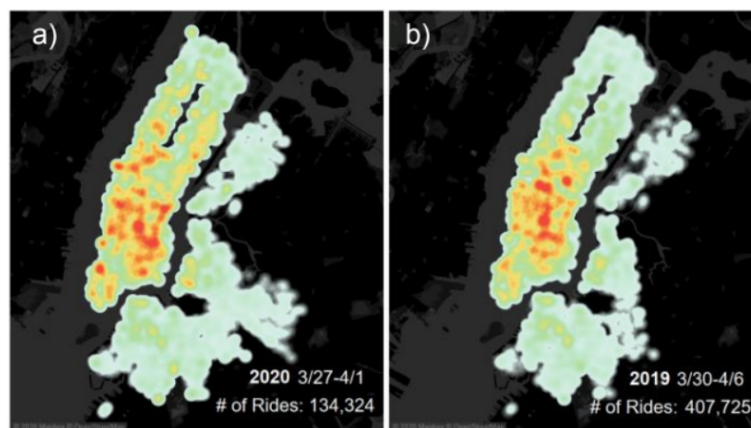 a)
2020 3/27-4/1
# of Rides: 134,324
b)
2019 3/30-4/6
# of Rides: 407,725